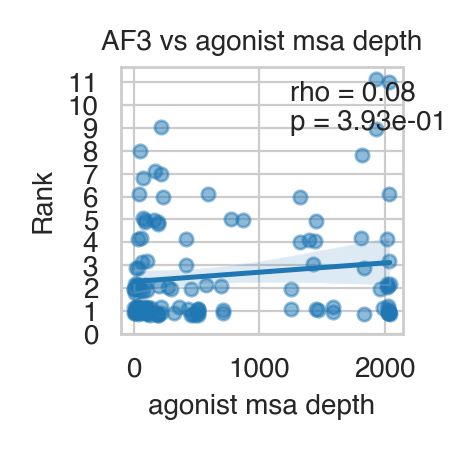 AF3 vs agonist msa depth
rho = 0.08
p = 3.93e-01
Rank
11
10
9
8
7
6
5
4
3
2
1
0
0 1000 2000
agonist msa depth